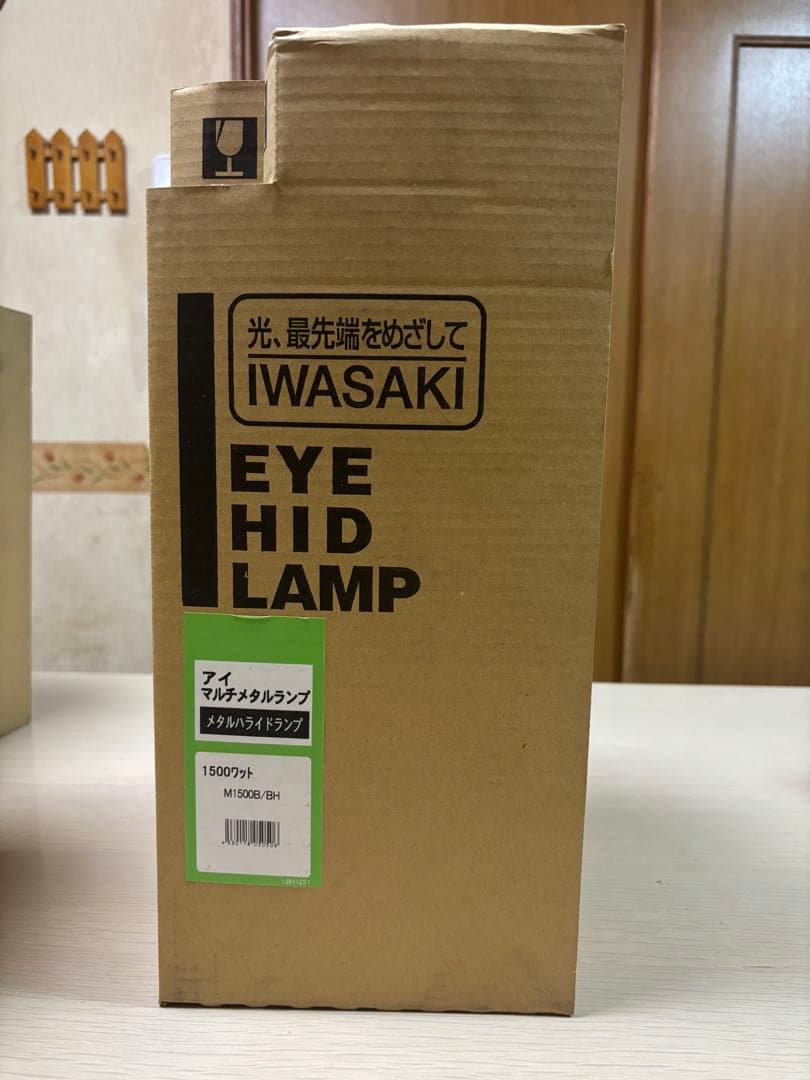 光、最先端をめざして
IWASAKI
EYE
HID
LAMP
アイ
マルチメタルランプ
メタルハライドランプ
1500ワット
M1500B/BH